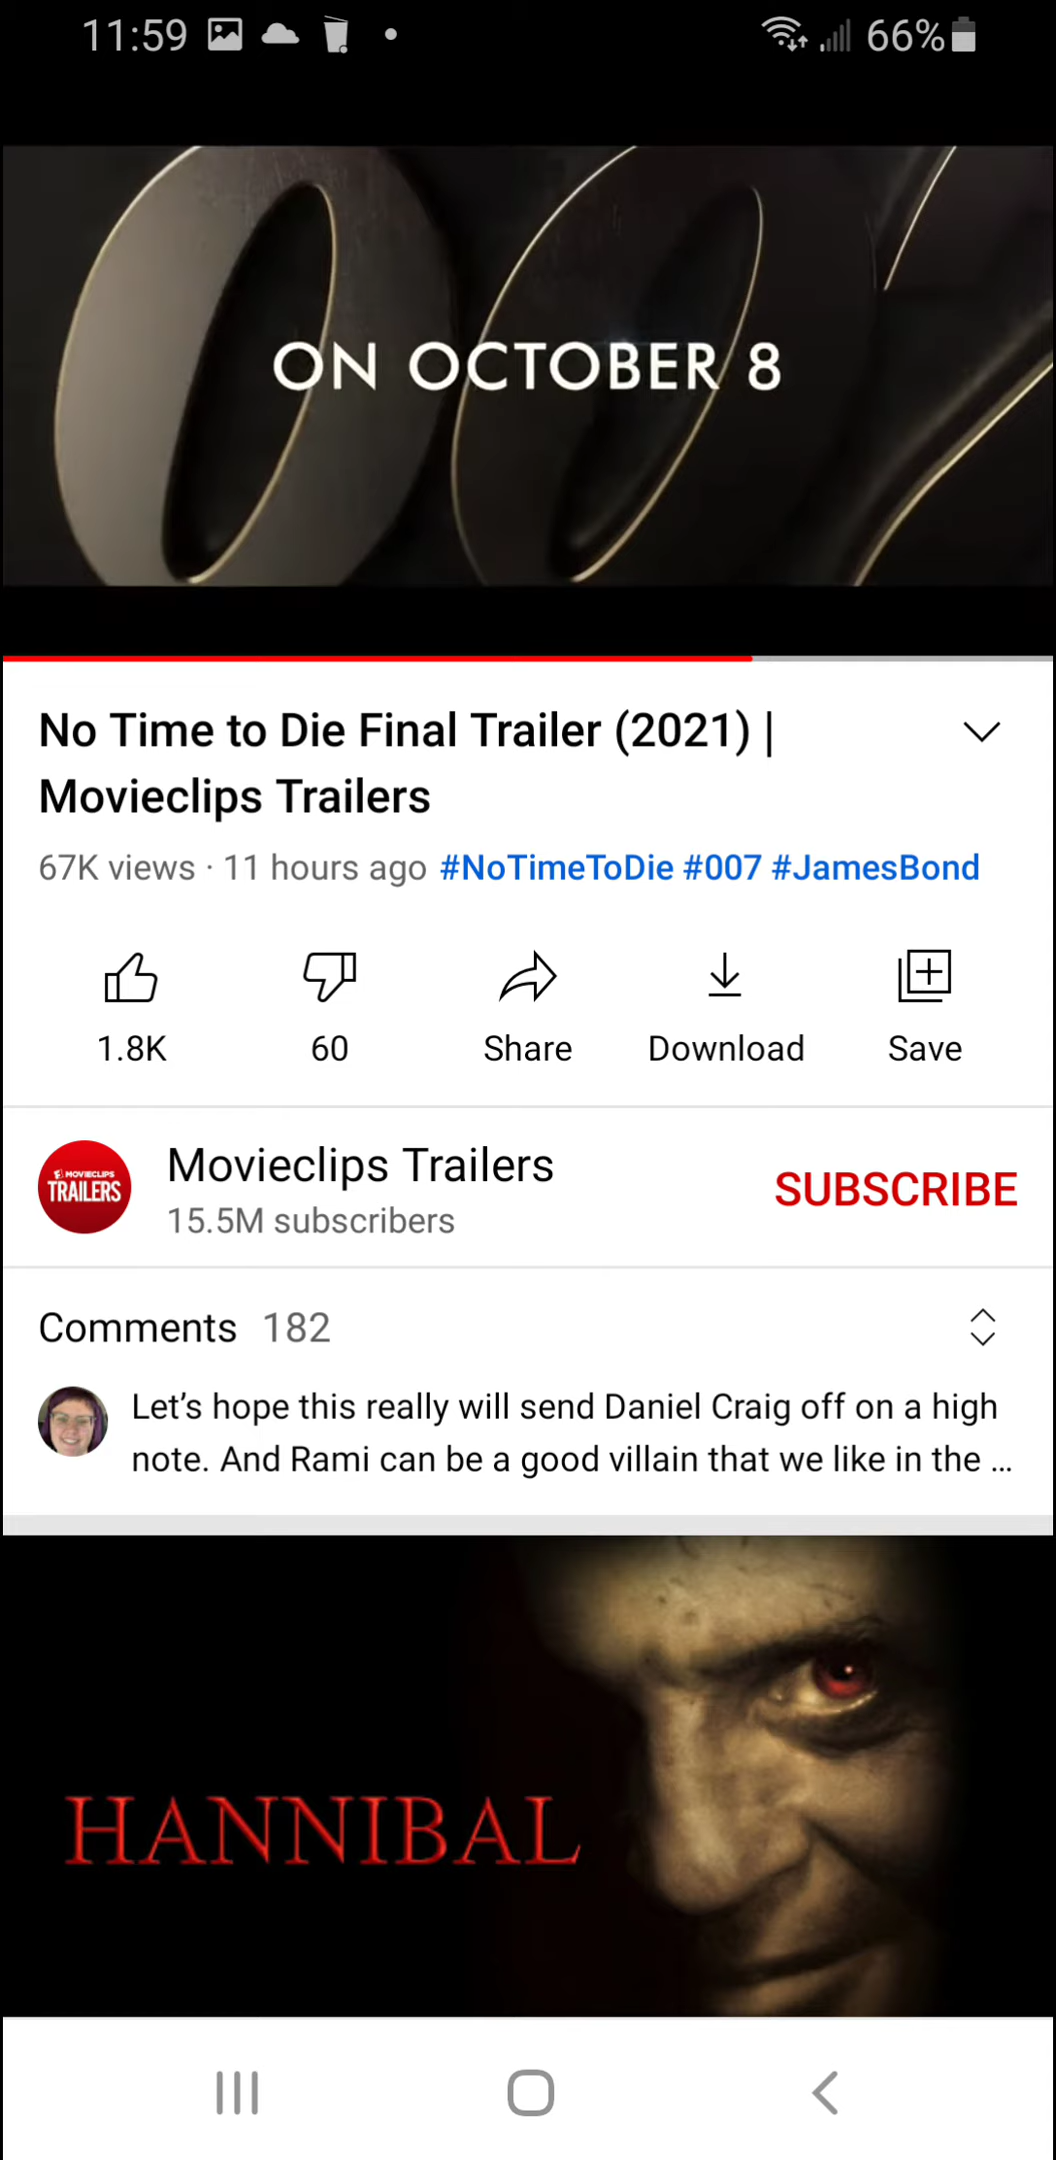 11:59
66%
007
ON OCTOBER 8
No Time to Die Final Trailer (2021) |
Movieclips Trailers
67K views · 11 hours ago #NoTimeToDie #007 #JamesBond
1.8K
60
Share
Download
Save
MOVIECLIPS
TRAILERS
Movieclips Trailers
15.5M subscribers
SUBSCRIBE
Comments 182
Let’s hope this really will send Daniel Craig off on a high
note. And Rami can be a good villain that we like in the ...
HANNIBAL